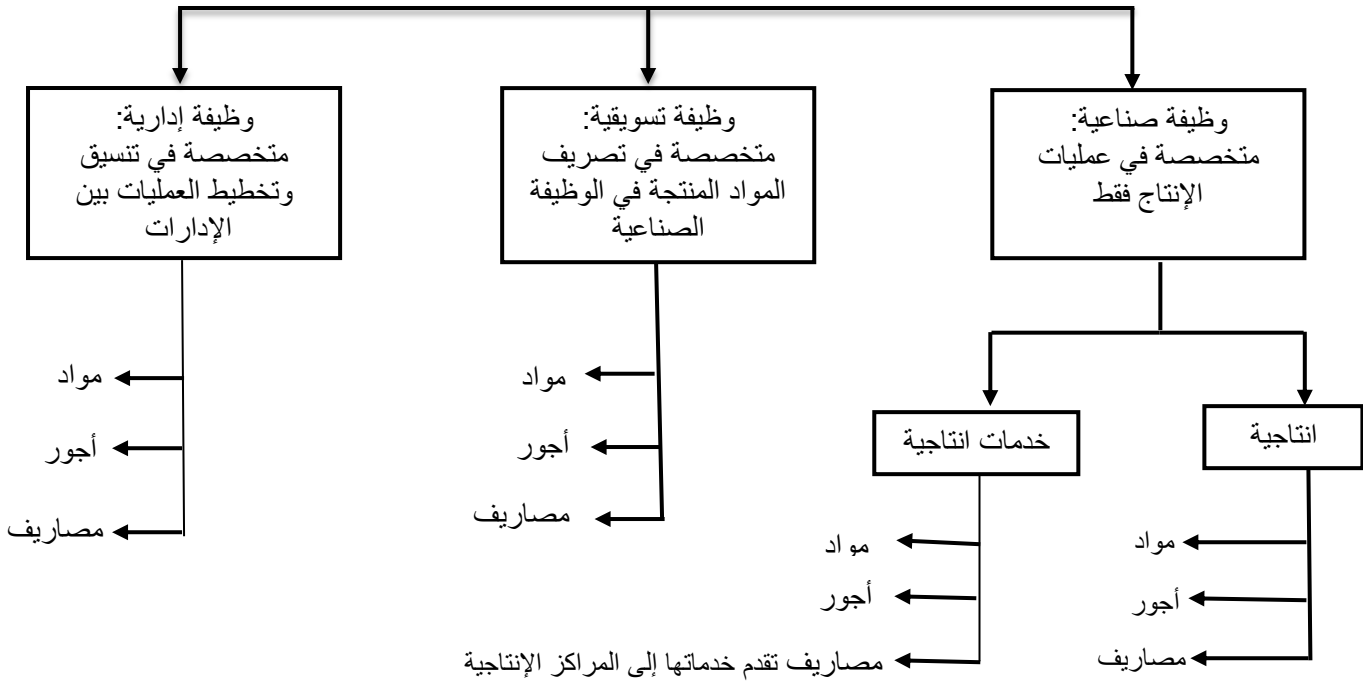 وظيفة صناعية:
متخصصة في عمليات
الإنتاج فقط
وظيفة تسويقية:
متخصصة في تصريف
المواد المنتجة في الوظيفة
الصناعية
وظيفة إدارية:
متخصصة في تنسيق
وتخطيط العمليات بين
الإدارات
انتاجية
مواد
أجور
مصاريف
خدمات انتاجية
مواد
أجور
مصاريف تقدم خدماتها إلى المراكز الإنتاجية
مواد
أجور
مصاريف
مواد
أجور
مصاريف